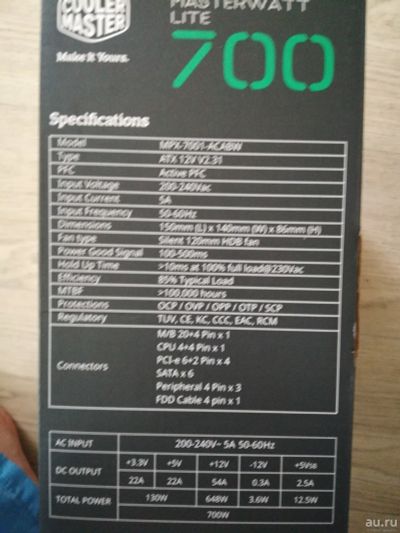 COOLER
MASTER
Make It Yours.
MASTERWATT
LITE
700
Specifications
Model MPX-7001-ACABW
Type ATX 12V V2.31
PFC Active PFC
Input Voltage 200-240Vac
Input Current 5A
Input Frequency 50-60Hz
Dimensions 150mm (L) x 140mm (W) x 86mm (H)
Fan type Silent 120mm HDB fan
Power Good Signal 100-500ms
Hold Up Time >10ms at 100% full load@230Vac
Efficiency 85% Typical Load
MTBF >100,000 hours
Protections OCP / OVP / OPP / OTP / SCP
Regulatory TUV, CE, KC, CCC, EAC, RCM
Connectors
M/B 20+4 Pin x 1
CPU 4+4 Pin x 1
PCI-e 6+2 Pin x 4
SATA x 6
Peripheral 4 Pin x 3
FDD Cable 4 pin x 1
AC INPUT 200-240V~ 5A 50-60Hz
DC OUTPUT +3.3V +5V +12V -12V +5VSB
22A 22A 54A 0.3A 2.5A
TOTAL POWER 130W 648W 3.6W 12.5W
700W
au.ru